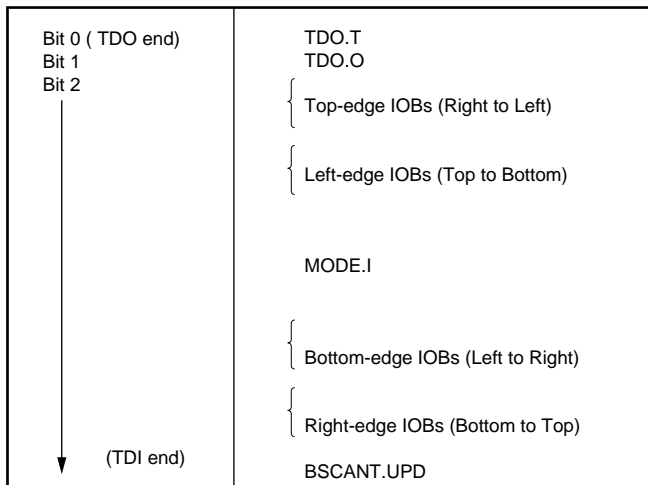 Bit 0 ( TDO end)
Bit 1
Bit 2
(TDI end)
TDO.T
TDO.O
Top-edge IOBs (Right to Left)
Left-edge IOBs (Top to Bottom)
MODE.I
Bottom-edge IOBs (Left to Right)
Right-edge IOBs (Bottom to Top)
BSCANT.UPD